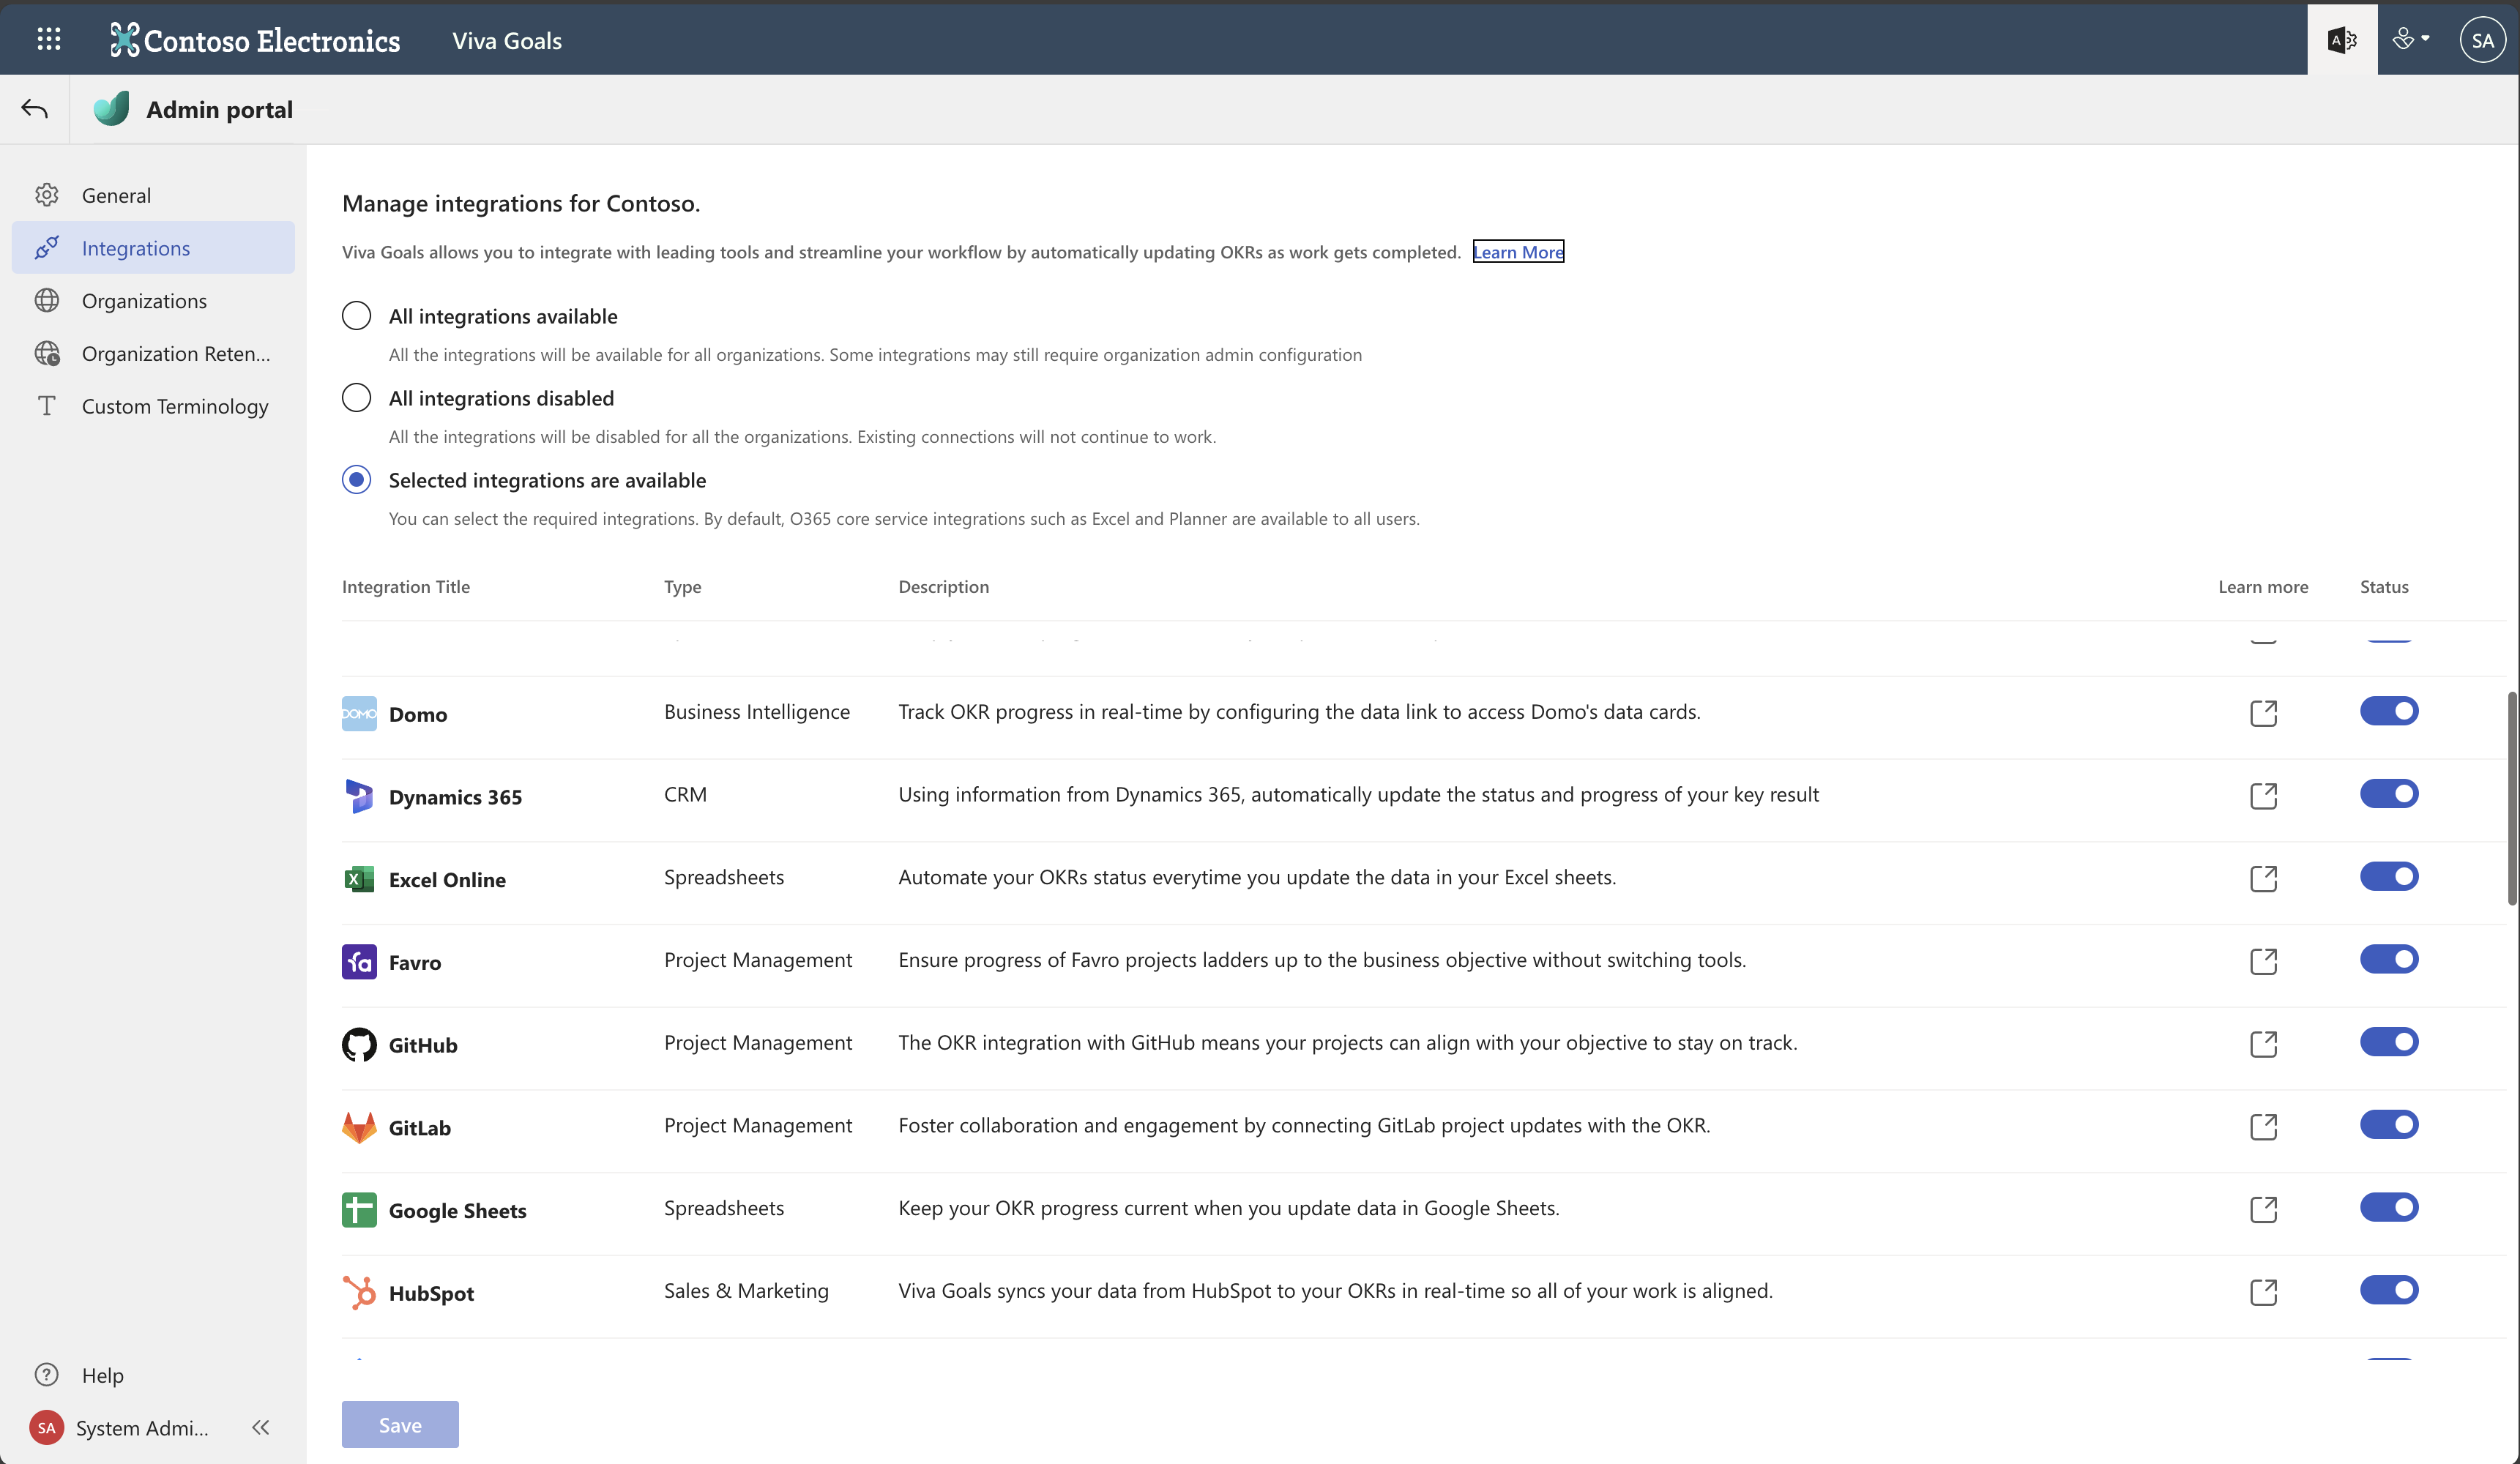 Contoso Electronics
Viva Goals
A
SA
Admin portal
General
Integrations
Organizations
Organization Reten...
Custom Terminology
Manage integrations for Contoso.
Viva Goals allows you to integrate with leading tools and streamline your workflow by automatically updating OKRs as work gets completed. Learn More
All integrations available
All the integrations will be available for all organizations. Some integrations may still require organization admin configuration
All integrations disabled
All the integrations will be disabled for all the organizations. Existing connections will not continue to work.
Selected integrations are available
You can select the required integrations. By default, O365 core service integrations such as Excel and Planner are available to all users.
Integration Title Type Description Learn more Status
DOMO Domo Business Intelligence Track OKR progress in real-time by configuring the data link to access Domo's data cards.
Dynamics 365 CRM Using information from Dynamics 365, automatically update the status and progress of your key result
Excel Online Spreadsheets Automate your OKRs status everytime you update the data in your Excel sheets.
fa Favro Project Management Ensure progress of Favro projects ladders up to the business objective without switching tools.
GitHub Project Management The OKR integration with GitHub means your projects can align with your objective to stay on track.
GitLab Project Management Foster collaboration and engagement by connecting GitLab project updates with the OKR.
Google Sheets Spreadsheets Keep your OKR progress current when you update data in Google Sheets.
HubSpot Sales & Marketing Viva Goals syncs your data from HubSpot to your OKRs in real-time so all of your work is aligned.
Help
SA System Admi...
Save